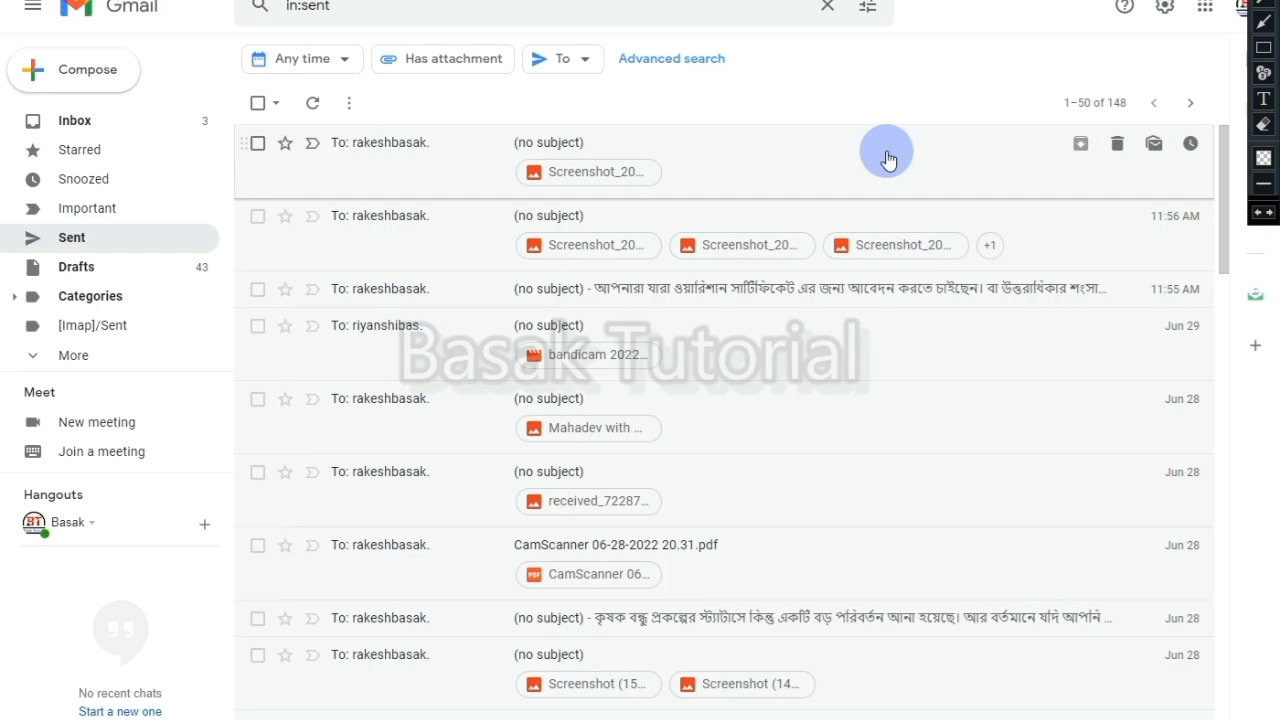 Gmail
in:sent
Compose
Any time
Has attachment
To
Advanced search
1–50 of 148
Inbox 3
Starred
Snoozed
Important
Sent
Drafts 43
Categories
[Imap]/Sent
More
Meet
New meeting
Join a meeting
Hangouts
BT Basak
No recent chats
Start a new one
To: rakeshbasak. (no subject)
Screenshot_20...
To: rakeshbasak. (no subject) 11:56 AM
Screenshot_20... Screenshot_20... Screenshot_20... +1
To: rakeshbasak. (no subject) - আপনারা যারা ওয়ারিশান সার্টিফিকেট এর জন্য আবেদন করতে চাইছেন। বা উত্তরাধিকার শংসা... 11:55 AM
To: riyanshibas. (no subject) Jun 29
bandicam 2022...
Basak Tutorial
To: rakeshbasak. (no subject) Jun 28
Mahadev with ...
To: rakeshbasak. (no subject) Jun 28
received_72287...
To: rakeshbasak. CamScanner 06-28-2022 20.31.pdf Jun 28
PDF CamScanner 06...
To: rakeshbasak. (no subject) - কৃষক বন্ধু প্রকল্পের স্ট্যাটাসে কিন্তু একটি বড় পরিবর্তন আনা হয়েছে। আর বর্তমানে যদি আপনি ... Jun 28
To: rakeshbasak. (no subject) Jun 28
Screenshot (15... Screenshot (14...
T